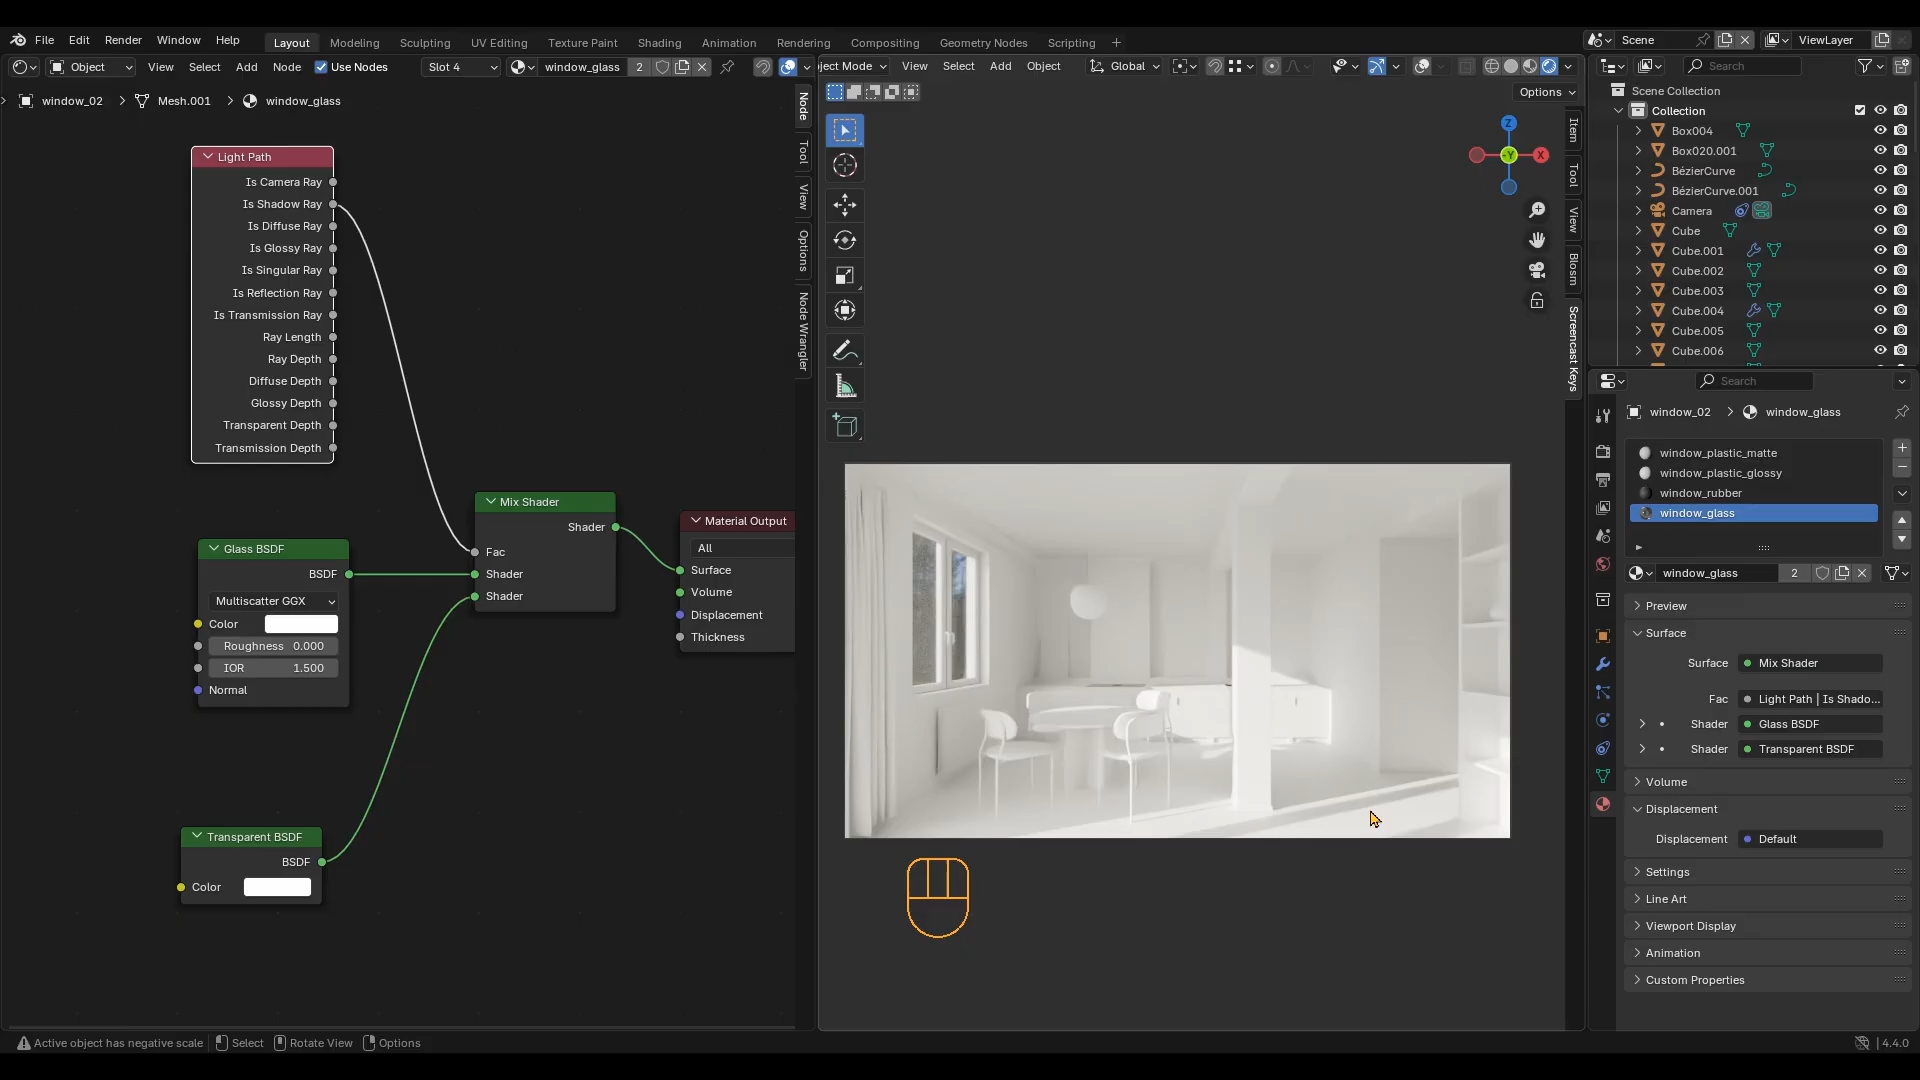 File Edit Render Window Help Layout Modeling Sculpting UV Editing Texture Paint Shading Animation Rendering Compositing Geometry Nodes Scripting + Scene ViewLayer
Object View Select Add Node Use Nodes Slot 4 window_glass 2
ject Mode View Select Add Object Global
Search
window_02 > Mesh.001 > window_glass
Options
Node
Tool
View
Options
Node Wrangler
Light Path
Is Camera Ray
Is Shadow Ray
Is Diffuse Ray
Is Glossy Ray
Is Singular Ray
Is Reflection Ray
Is Transmission Ray
Ray Length
Ray Depth
Diffuse Depth
Glossy Depth
Transparent Depth
Transmission Depth
Glass BSDF
BSDF
Multiscatter GGX
Color
Roughness 0.000
IOR 1.500
Normal
Transparent BSDF
BSDF
Color
Mix Shader
Shader
Fac
Shader
Shader
Material Output
All
Surface
Volume
Displacement
Thickness
Z
-Y
X
Item
Tool
View
Blosm
Screencast Keys
Scene Collection
Collection
Box004
Box020.001
BézierCurve
BézierCurve.001
Camera
Cube
Cube.001
Cube.002
Cube.003
Cube.004
Cube.005
Cube.006
Search
window_02 > window_glass
window_plastic_matte
window_plastic_glossy
window_rubber
window_glass
window_glass 2
Preview
Surface
Surface Mix Shader
Fac Light Path | Is Shado...
Shader Glass BSDF
Shader Transparent BSDF
Volume
Displacement
Displacement Default
Settings
Line Art
Viewport Display
Animation
Custom Properties
Active object has negative scale Select Rotate View Options
4.4.0